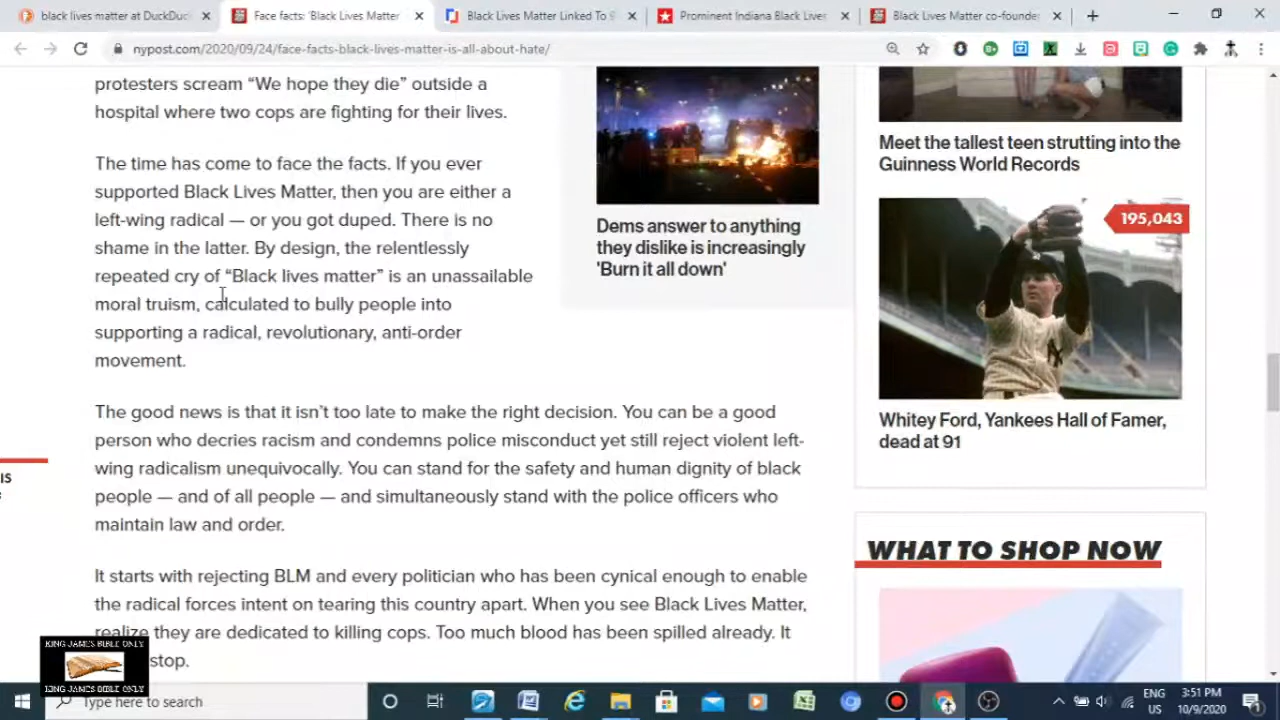 black lives matter at DuckDuc
Face facts: 'Black Lives Matter
Black Lives Matter Linked To 9
Prominent Indiana Black Lives
Black Lives Matter co-founde
nypost.com/2020/09/24/face-facts-black-lives-matter-is-all-about-hate/
protesters scream “We hope they die” outside a
hospital where two cops are fighting for their lives.
The time has come to face the facts. If you ever
supported Black Lives Matter, then you are either a
left-wing radical — or you got duped. There is no
shame in the latter. By design, the relentlessly
repeated cry of “Black lives matter” is an unassailable
moral truism, calculated to bully people into
supporting a radical, revolutionary, anti-order
movement.
The good news is that it isn’t too late to make the right decision. You can be a good
person who decries racism and condemns police misconduct yet still reject violent left-
wing radicalism unequivocally. You can stand for the safety and human dignity of black
people — and of all people — and simultaneously stand with the police officers who
maintain law and order.
It starts with rejecting BLM and every politician who has been cynical enough to enable
the radical forces intent on tearing this country apart. When you see Black Lives Matter,
realize they are dedicated to killing cops. Too much blood has been spilled already. It
stop.
IS
Dems answer to anything
they dislike is increasingly
'Burn it all down'
Meet the tallest teen strutting into the
Guinness World Records
195,043
Whitey Ford, Yankees Hall of Famer,
dead at 91
WHAT TO SHOP NOW
KING JAMES BIBLE ONLY
KING JAMES BIBLE ONLY
Type here to search
ENG
US
3:51 PM
10/9/2020
1